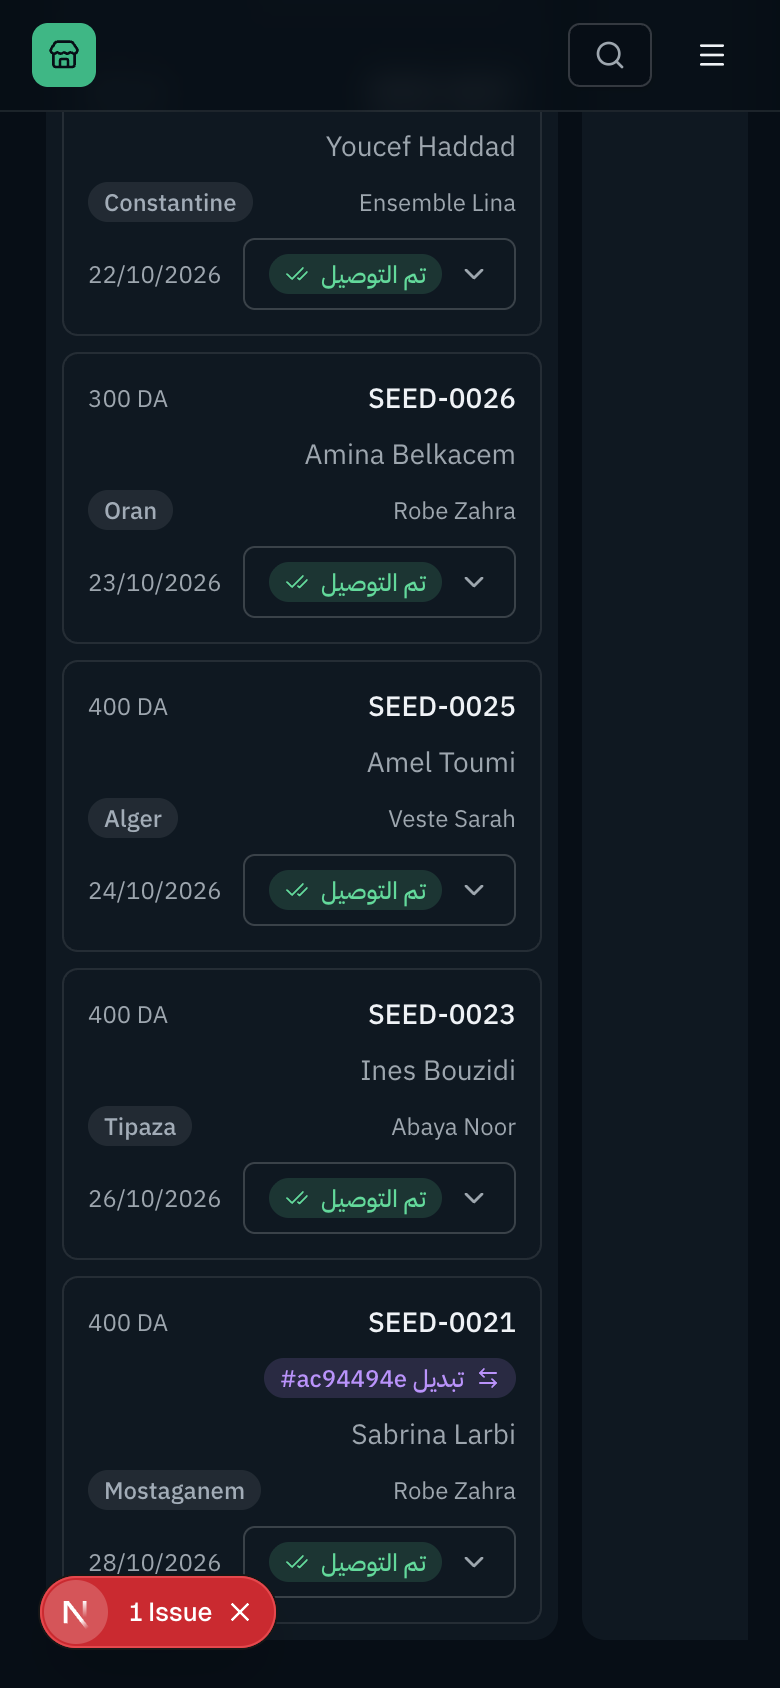 Youcef Haddad
Ensemble Lina Constantine
تم التوصيل 22/10/2026
SEED-0026 300 DA
Amina Belkacem
Robe Zahra Oran
تم التوصيل 23/10/2026
SEED-0025 400 DA
Amel Toumi
Veste Sarah Alger
تم التوصيل 24/10/2026
SEED-0023 400 DA
Ines Bouzidi
Abaya Noor Tipaza
تم التوصيل 26/10/2026
SEED-0021 400 DA
تبديل #ac94494e
Sabrina Larbi
Robe Zahra Mostaganem
تم التوصيل 28/10/2026
N 1 Issue